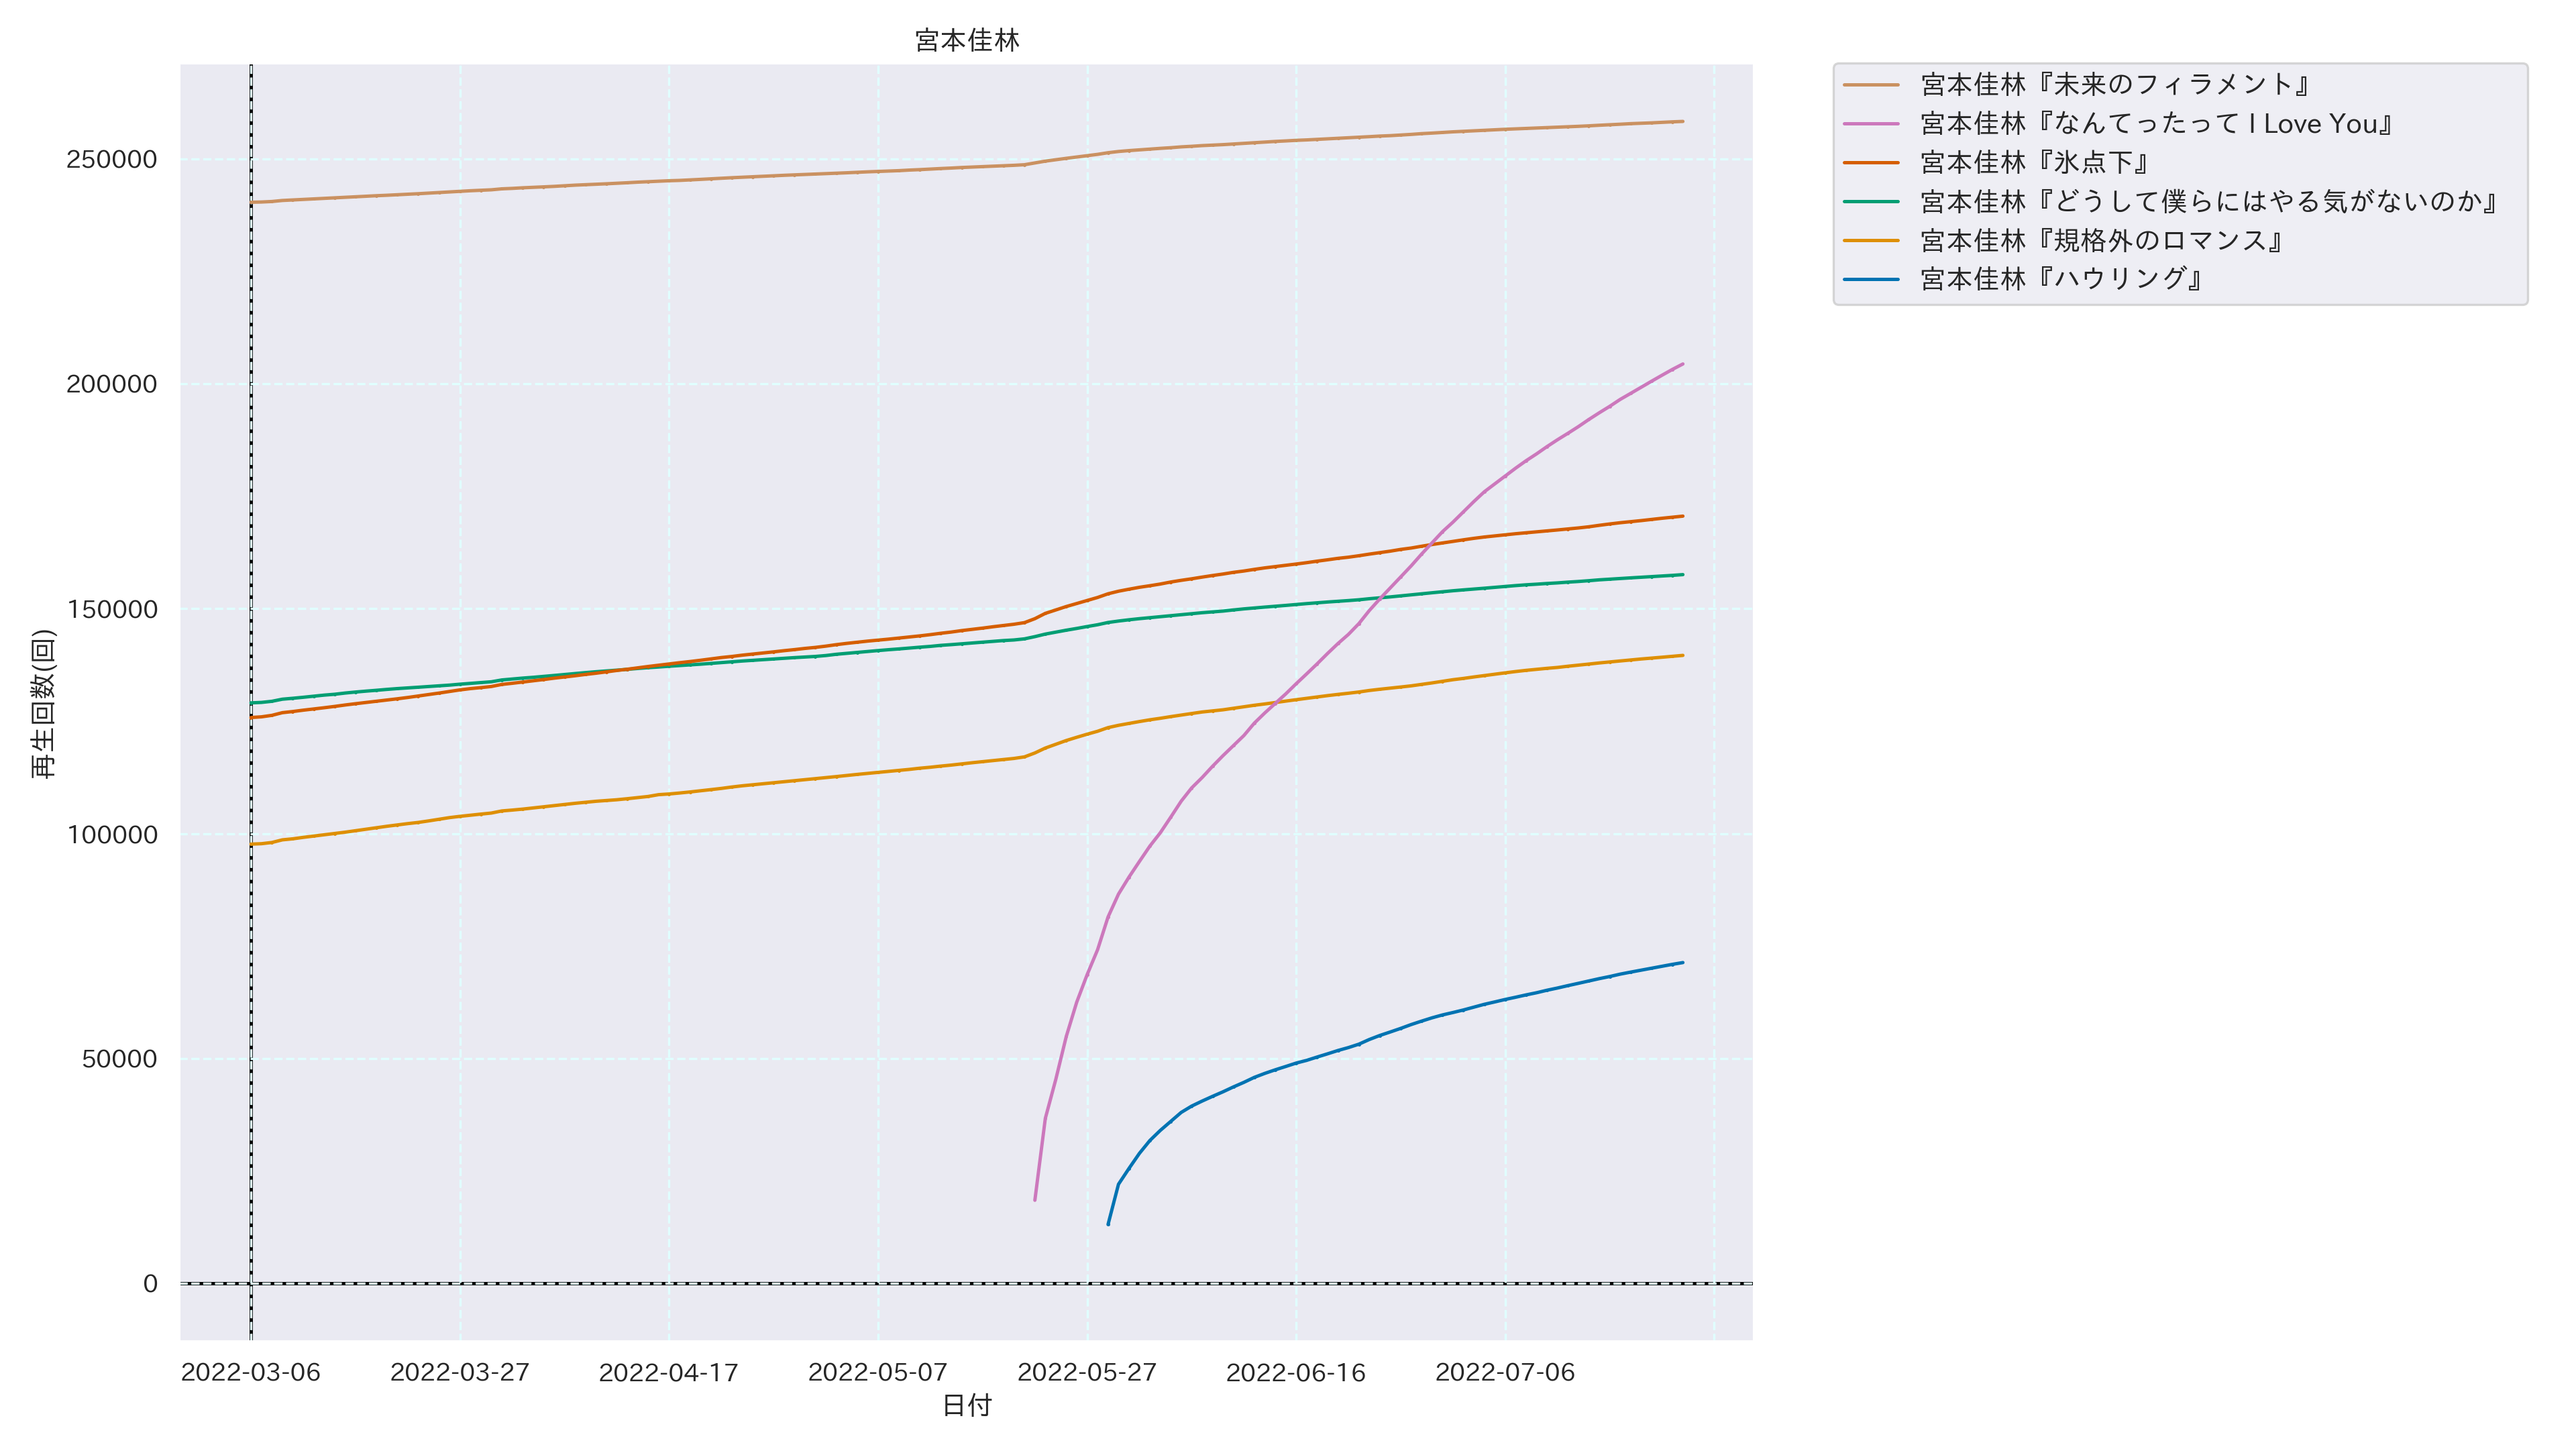 宮本佳林
宮本佳林『未来のフィラメント』
宮本佳林『なんてったって I Love You』
宮本佳林『氷点下』
宮本佳林『どうして僕らにはやる気がないのか』
宮本佳林『規格外のロマンス』
宮本佳林『ハウリング』
再生回数(回)
250000
200000
150000
100000
50000
0
2022-03-06
2022-03-27
2022-04-17
2022-05-07
2022-05-27
2022-06-16
2022-07-06
日付